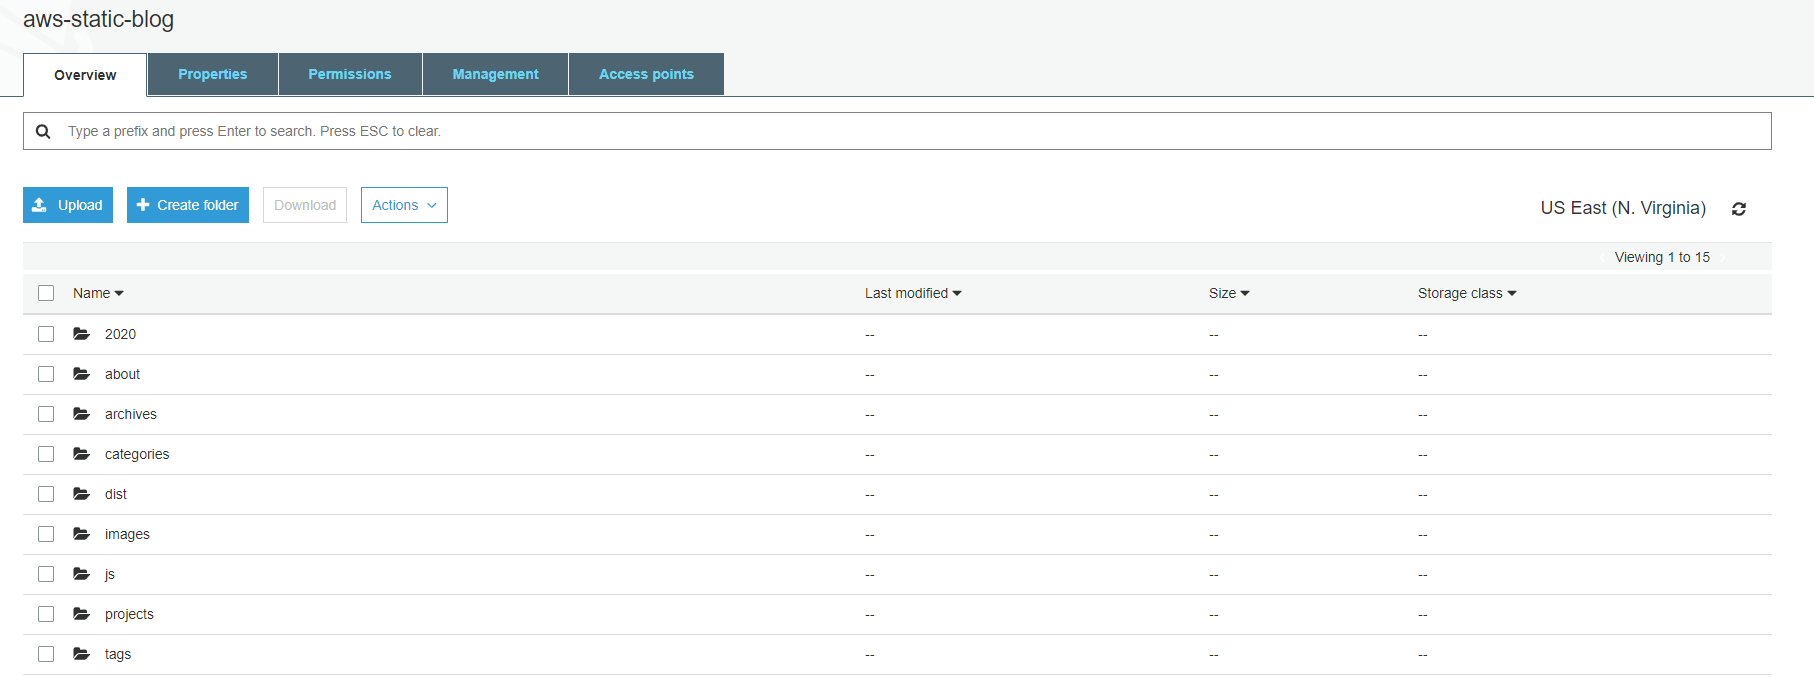 aws-static-blog
Overview Properties Permissions Management Access points
Type a prefix and press Enter to search. Press ESC to clear.
Upload Create folder Download Actions US East (N. Virginia)
Viewing 1 to 15
Name Last modified Size Storage class
2020 -- -- --
about -- -- --
archives -- -- --
categories -- -- --
dist -- -- --
images -- -- --
js -- -- --
projects -- -- --
tags -- -- --